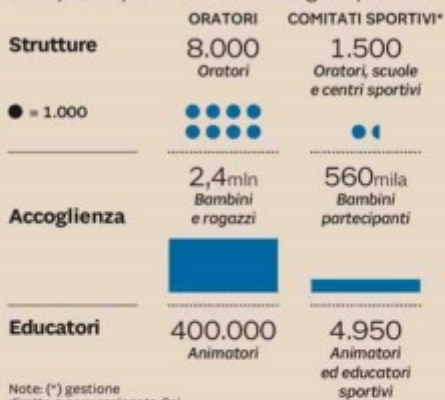 ORATORI COMITATI SPORTIVI*
Strutture
8.000
Oratori
1.500
Oratori, scuole
e centri sportivi
= 1.000
Accoglienza
2,4mln
Bambini
e ragazzi
560mila
Bambini
partecipanti
Educatori
400.000
Animatori
4.950
Animatori
ed educatori
sportivi
Note: (*) gestione